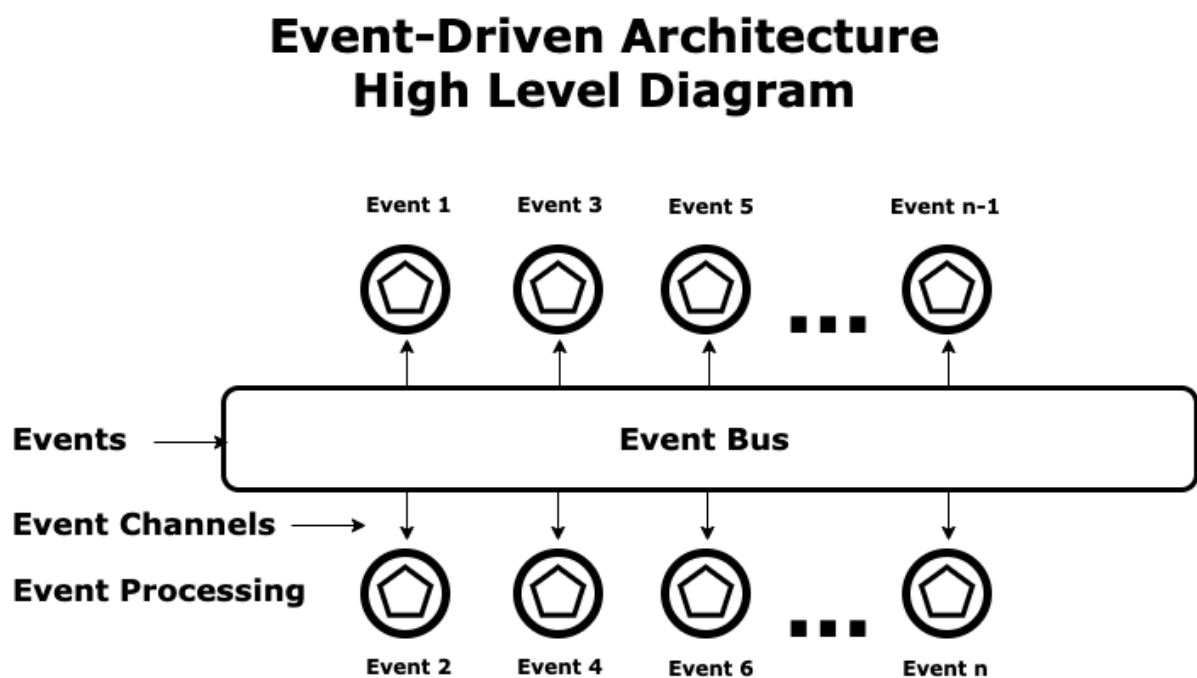 Event-Driven Architecture
High Level Diagram
Event 1 Event 3 Event 5 Event n-1
...
Events Event Bus
Event Channels
Event Processing
...
Event 2 Event 4 Event 6 Event n